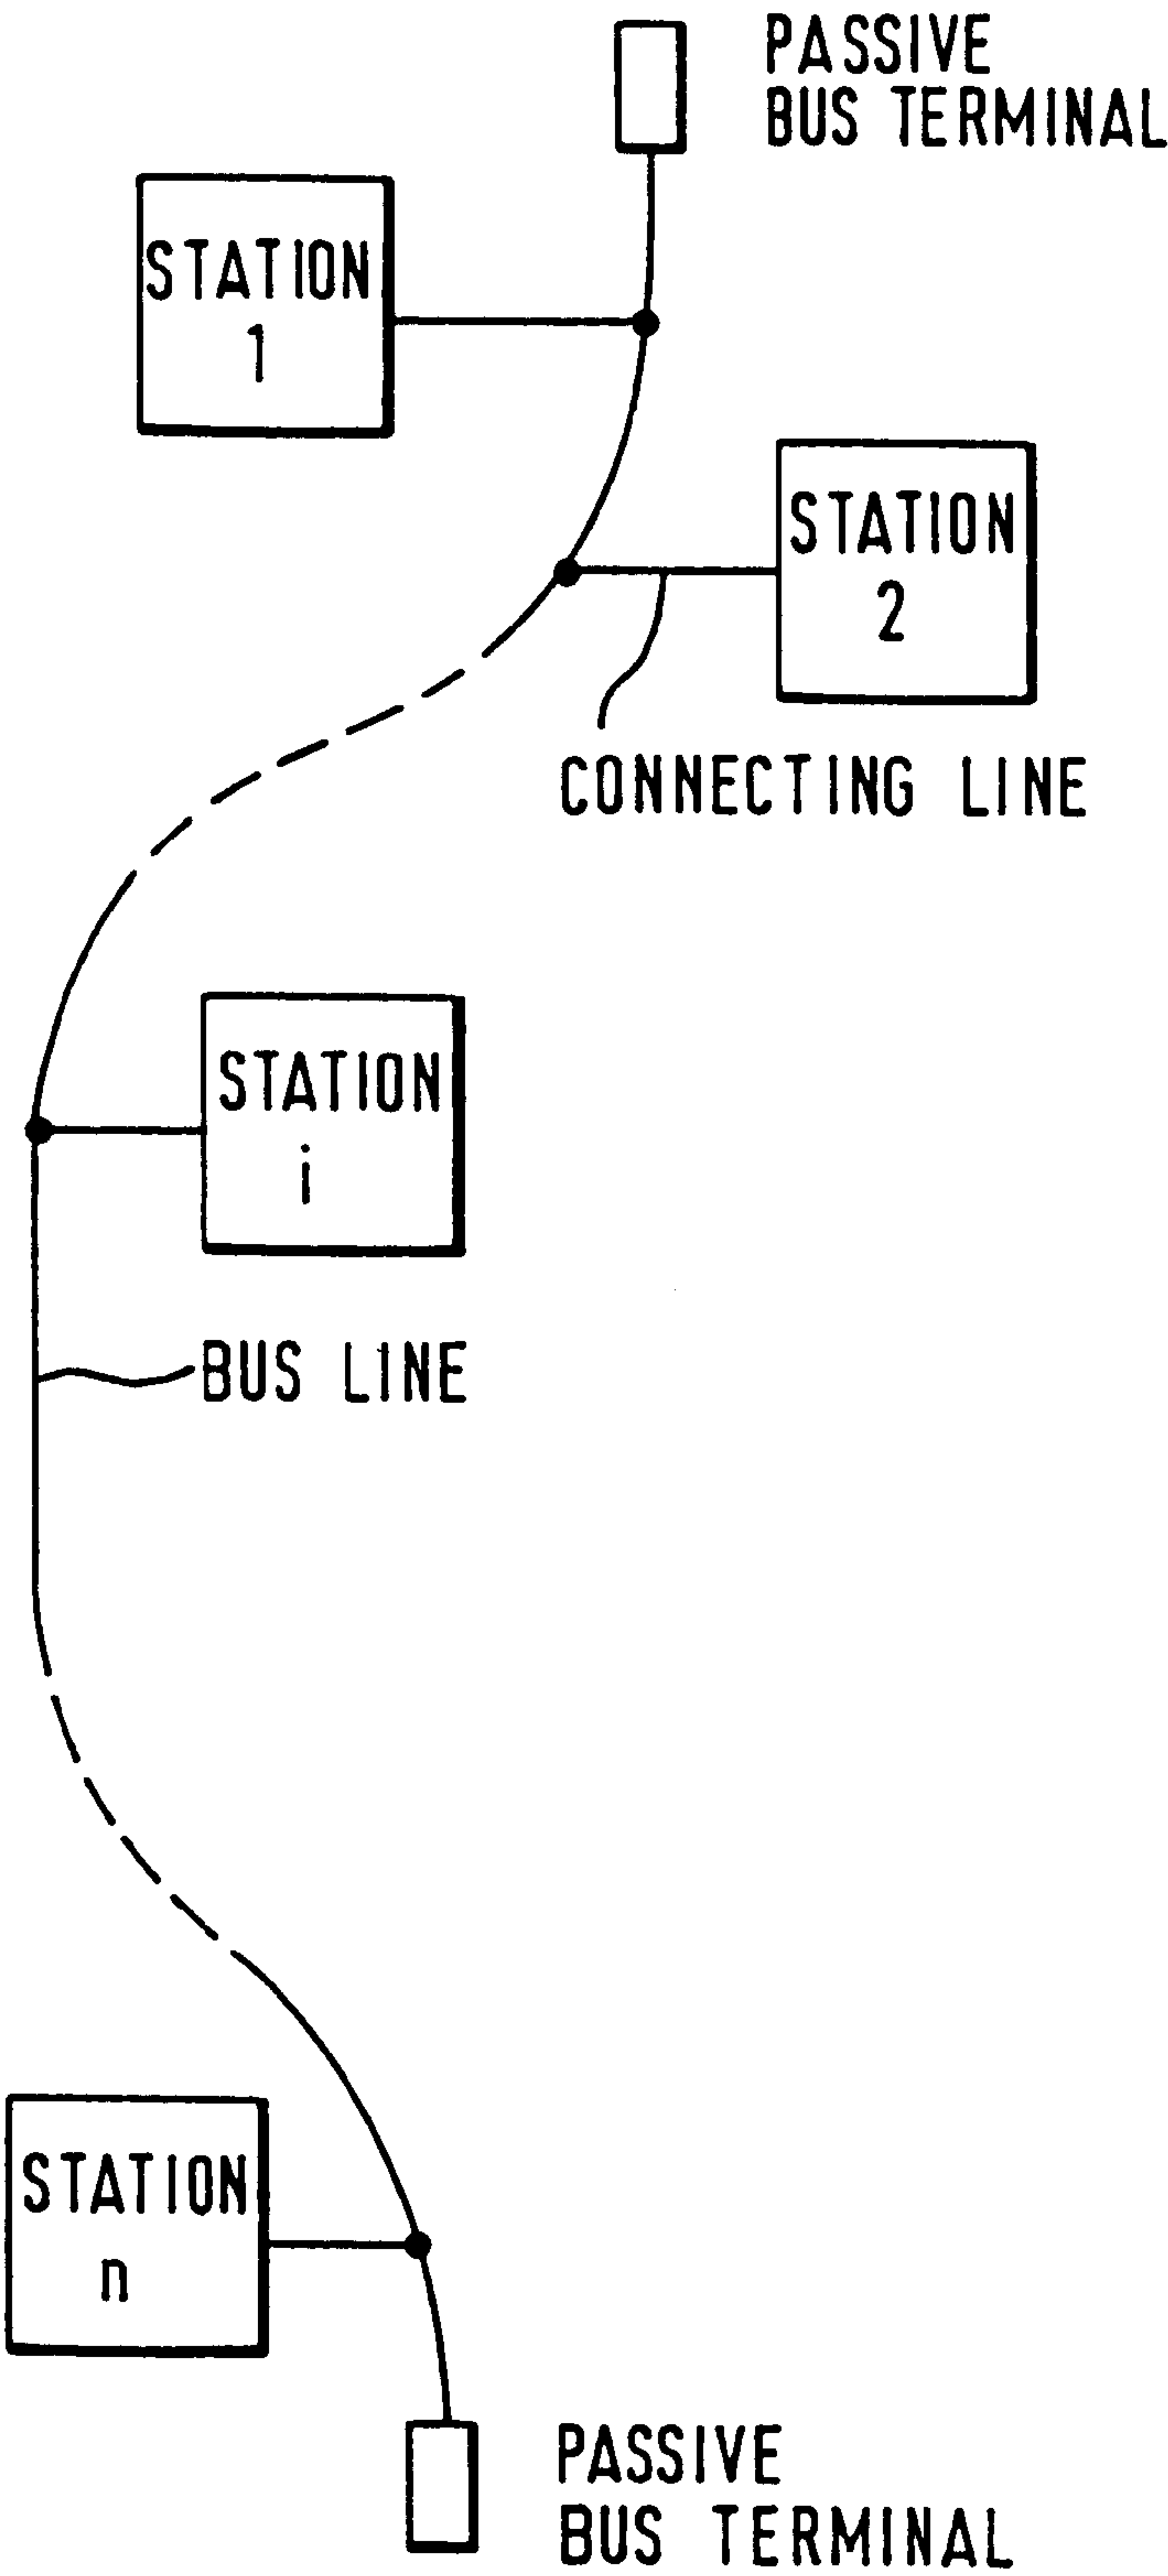 PASSIVE
BUS TERMINAL
STATION
1
STATION
2
CONNECTING LINE
STATION
i
BUS LINE
STATION
n
PASSIVE
BUS TERMINAL